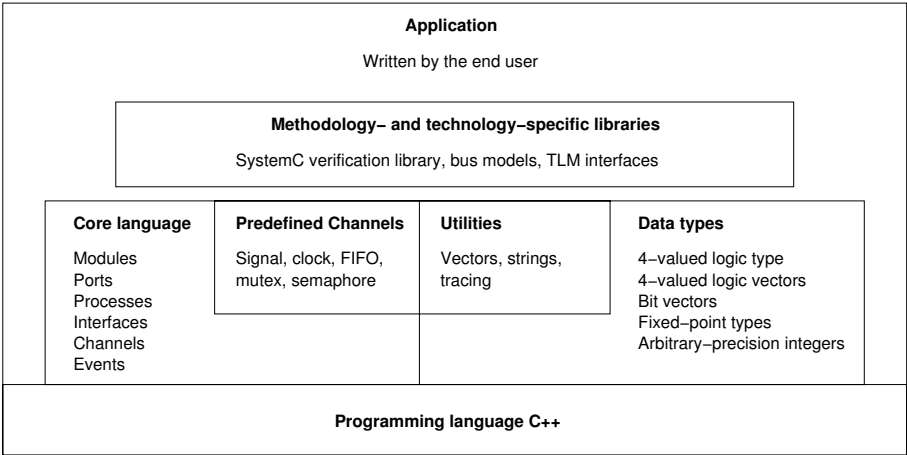 Application
Written by the end user
Methodology− and technology−specific libraries
SystemC verification library, bus models, TLM interfaces
Core language
Modules
Ports
Processes
Interfaces
Channels
Events
Predefined Channels
Signal, clock, FIFO,
mutex, semaphore
Utilities
Vectors, strings,
tracing
Data types
4−valued logic type
4−valued logic vectors
Bit vectors
Fixed−point types
Arbitrary−precision integers
Programming language C++